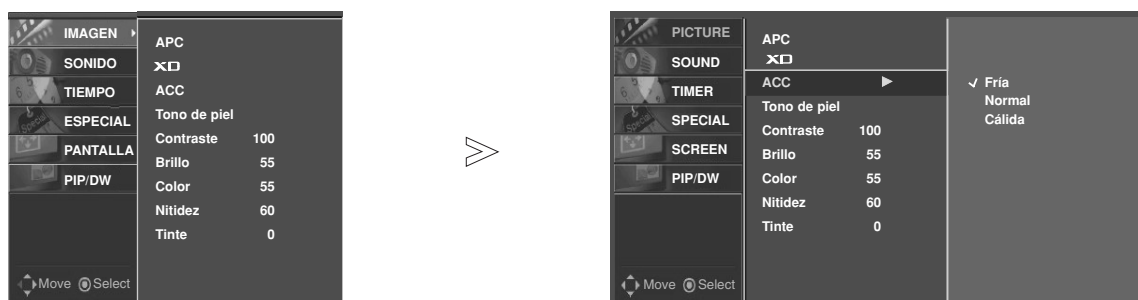 IMAGEN
SONIDO
TIEMPO
ESPECIAL
PANTALLA
PIP/DW
APC
XD
ACC
Tono de piel
Contraste 100
Brillo 55
Color 55
Nitidez 60
Tinte 0
Move Select
PICTURE
SOUND
TIMER
SPECIAL
SCREEN
PIP/DW
APC
XD
ACC
Tono de piel
Contraste 100
Brillo 55
Color 55
Nitidez 60
Tinte 0
Fría
Normal
Cálida
Move Select